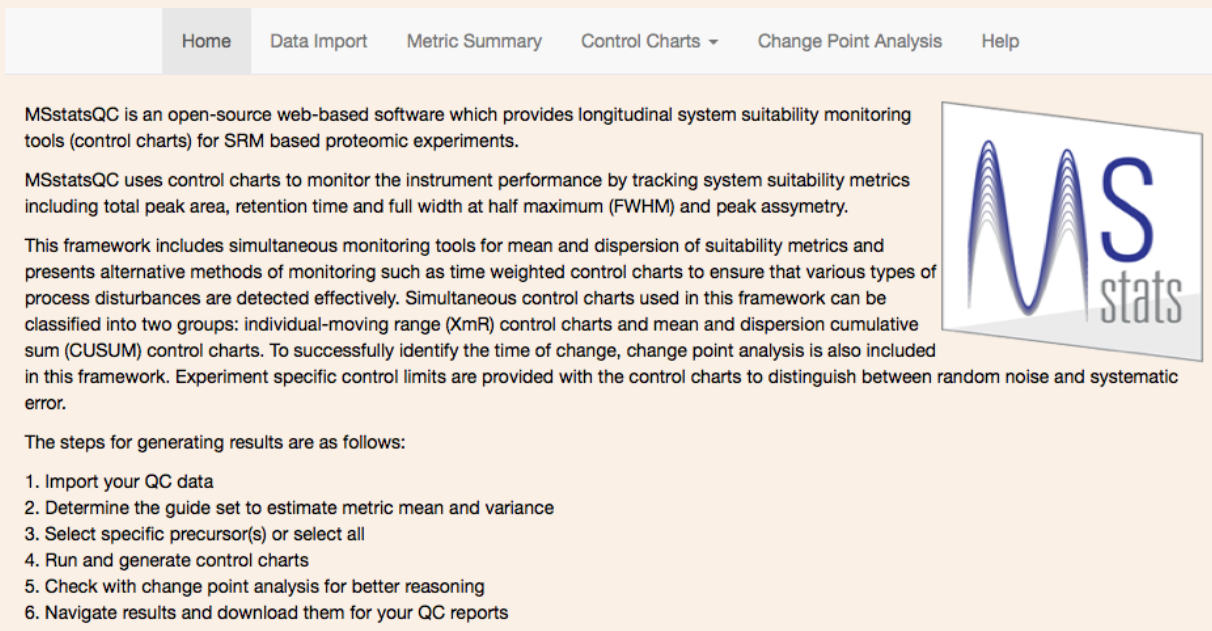 Home Data Import Metric Summary Control Charts Change Point Analysis Help
MSstatsQC is an open-source web-based software which provides longitudinal system suitability monitoring
tools (control charts) for SRM based proteomic experiments.
MSstatsQC uses control charts to monitor the instrument performance by tracking system suitability metrics
including total peak area, retention time and full width at half maximum (FWHM) and peak assymetry.
This framework includes simultaneous monitoring tools for mean and dispersion of suitability metrics and
presents alternative methods of monitoring such as time weighted control charts to ensure that various types of
process disturbances are detected effectively. Simultaneous control charts used in this framework can be
classified into two groups: individual-moving range (XmR) control charts and mean and dispersion cumulative
sum (CUSUM) control charts. To successfully identify the time of change, change point analysis is also included
in this framework. Experiment specific control limits are provided with the control charts to distinguish between random noise and systematic
error.
The steps for generating results are as follows:
1. Import your QC data
2. Determine the guide set to estimate metric mean and variance
3. Select specific precursor(s) or select all
4. Run and generate control charts
5. Check with change point analysis for better reasoning
6. Navigate results and download them for your QC reports
MS
stats